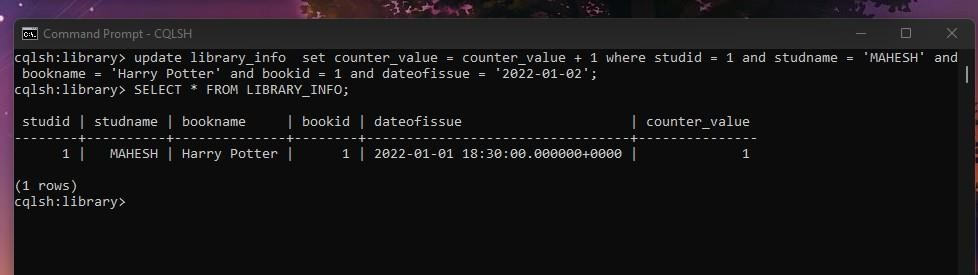 Command Prompt - CQLSH
cqlsh:library> update library_info  set counter_value = counter_value + 1 where studid = 1 and studname = 'MAHESH' and
 bookname = 'Harry Potter' and bookid = 1 and dateofissue = '2022-01-02';
cqlsh:library> SELECT * FROM LIBRARY_INFO;
 studid | studname | bookname     | bookid | dateofissue                     | counter_value
--------+----------+--------------+--------+---------------------------------+---------------
      1 |   MAHESH | Harry Potter |      1 | 2022-01-01 18:30:00.000000+0000 |             1
(1 rows)
cqlsh:library>